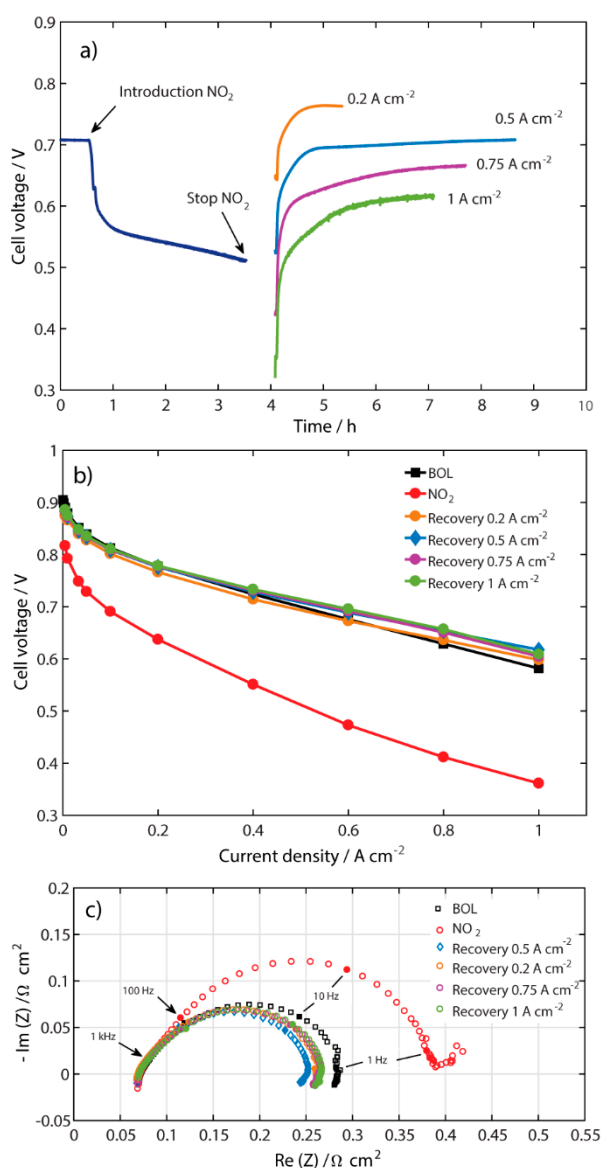 a)
Introduction NO₂
Stop NO₂
0.2 A cm⁻²
0.5 A cm⁻²
0.75 A cm⁻²
1 A cm⁻²
Cell voltage / V
0.9
0.8
0.7
0.6
0.5
0.4
0.3
0 1 2 3 4 5 6 7 8 9 10
Time / h
b)
BOL
NO₂
Recovery 0.2 A cm⁻²
Recovery 0.5 A cm⁻²
Recovery 0.75 A cm⁻²
Recovery 1 A cm⁻²
Cell voltage / V
1
0.9
0.8
0.7
0.6
0.5
0.4
0.3
0 0.2 0.4 0.6 0.8 1
Current density / A cm⁻²
c)
BOL
NO₂
Recovery 0.5 A cm⁻²
Recovery 0.2 A cm⁻²
Recovery 0.75 A cm⁻²
Recovery 1 A cm⁻²
100 Hz
10 Hz
1 kHz
1 Hz
- Im (Z) /Ω cm²
0.2
0.15
0.1
0.05
0
-0.05
0 0.05 0.1 0.15 0.2 0.25 0.3 0.35 0.4 0.45 0.5 0.55
Re (Z) /Ω cm²